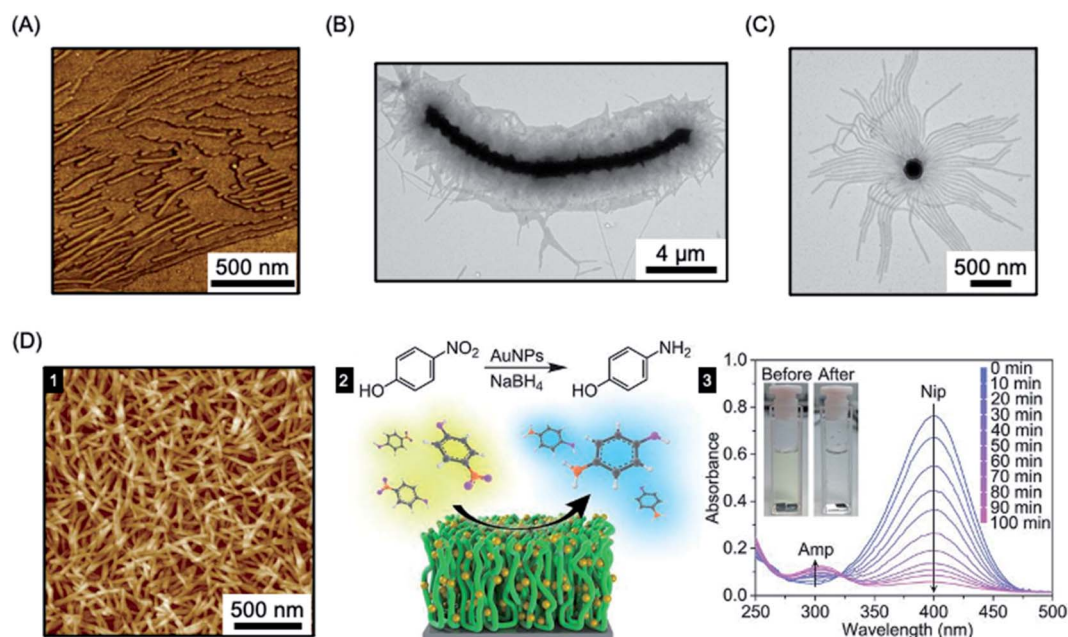 (A)
500 nm
(B)
4 μm
(C)
500 nm
(D)
1
500 nm
2
NO₂
HO
AuNPs
NaBH₄
NH₂
HO
3
Before After
Nip
Amp
0 min
10 min
20 min
30 min
40 min
50 min
60 min
70 min
80 min
90 min
100 min
Absorbance
1.0
0.8
0.6
0.4
0.2
0.0
250 300 350 400 450 500
Wavelength (nm)